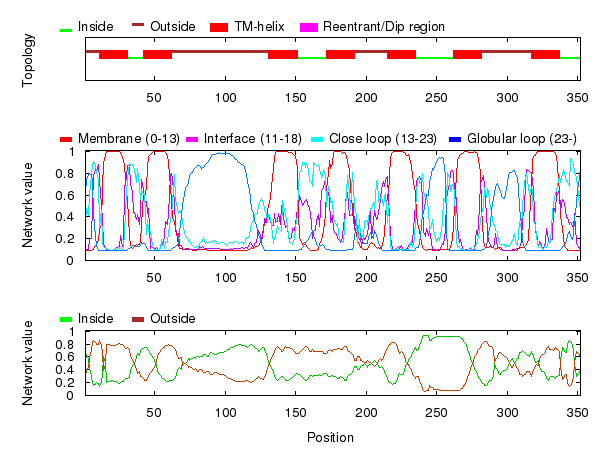 Inside Outside TM-helix Reentrant/Dip region
Topology
50 100 150 200 250 300 350
Membrane (0-13) Interface (11-18) Close loop (13-23) Globular loop (23-)
Network value
1
0.8
0.6
0.4
0.2
0
50 100 150 200 250 300 350
Inside Outside
Network value
1
0.8
0.6
0.4
0.2
0
50 100 150 200 250 300 350
Position